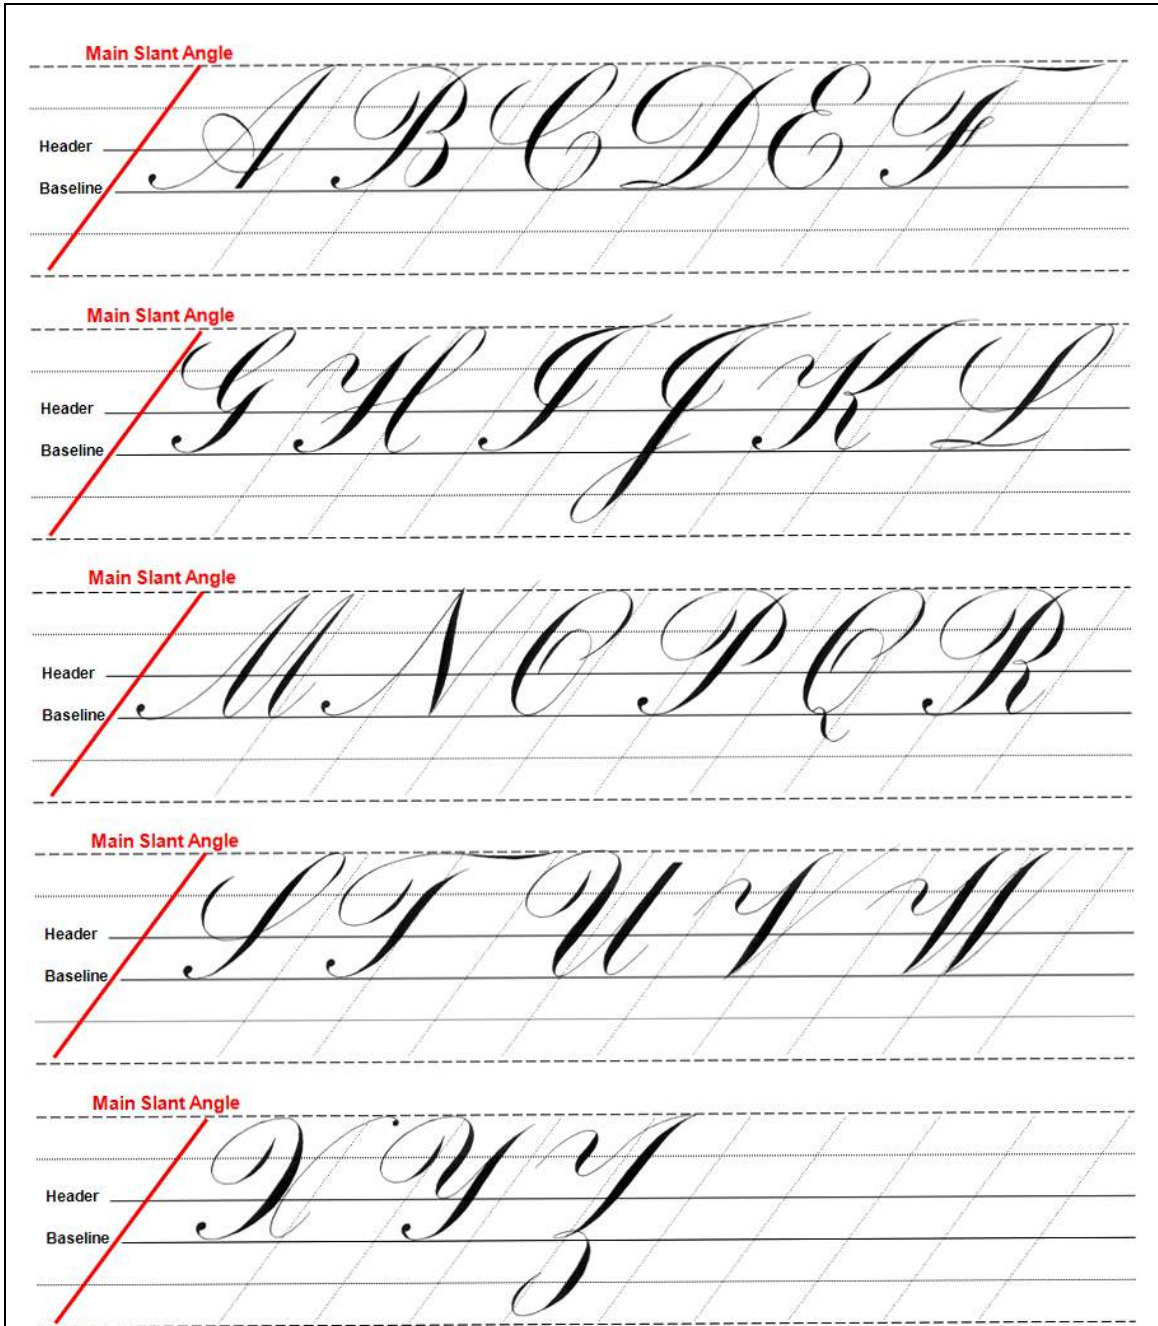 Main Slant Angle
A B C D E F
Header
Baseline
Main Slant Angle
G H I J K L
Header
Baseline
Main Slant Angle
M N O P Q R
Header
Baseline
Main Slant Angle
S T U V W
Header
Baseline
Main Slant Angle
X Y Z
Header
Baseline